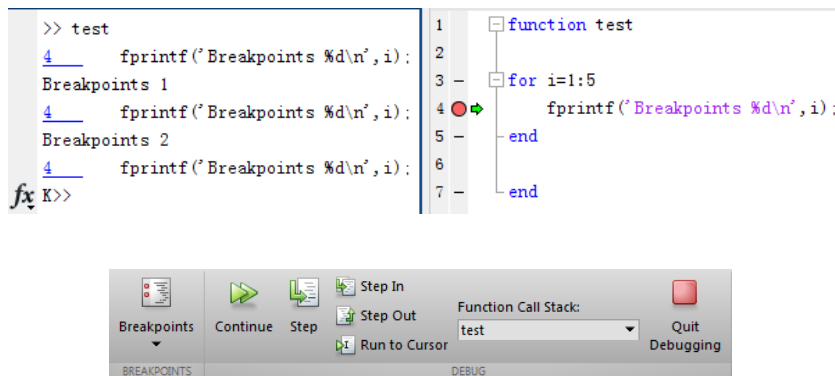 >> test
4 fprintf('Breakpoints %d\n',i);
Breakpoints 1
4 fprintf('Breakpoints %d\n',i);
Breakpoints 2
4 fprintf('Breakpoints %d\n',i);
fx K>>
1 function test
2
3 — for i=1:5
4 fprintf('Breakpoints %d\n',i);
5 — end
6
7 — end
Breakpoints
Continue
Step
Step In
Step Out
Run to Cursor
Function Call Stack:
test
Quit
Debugging
BREAKPOINTS
DEBUG